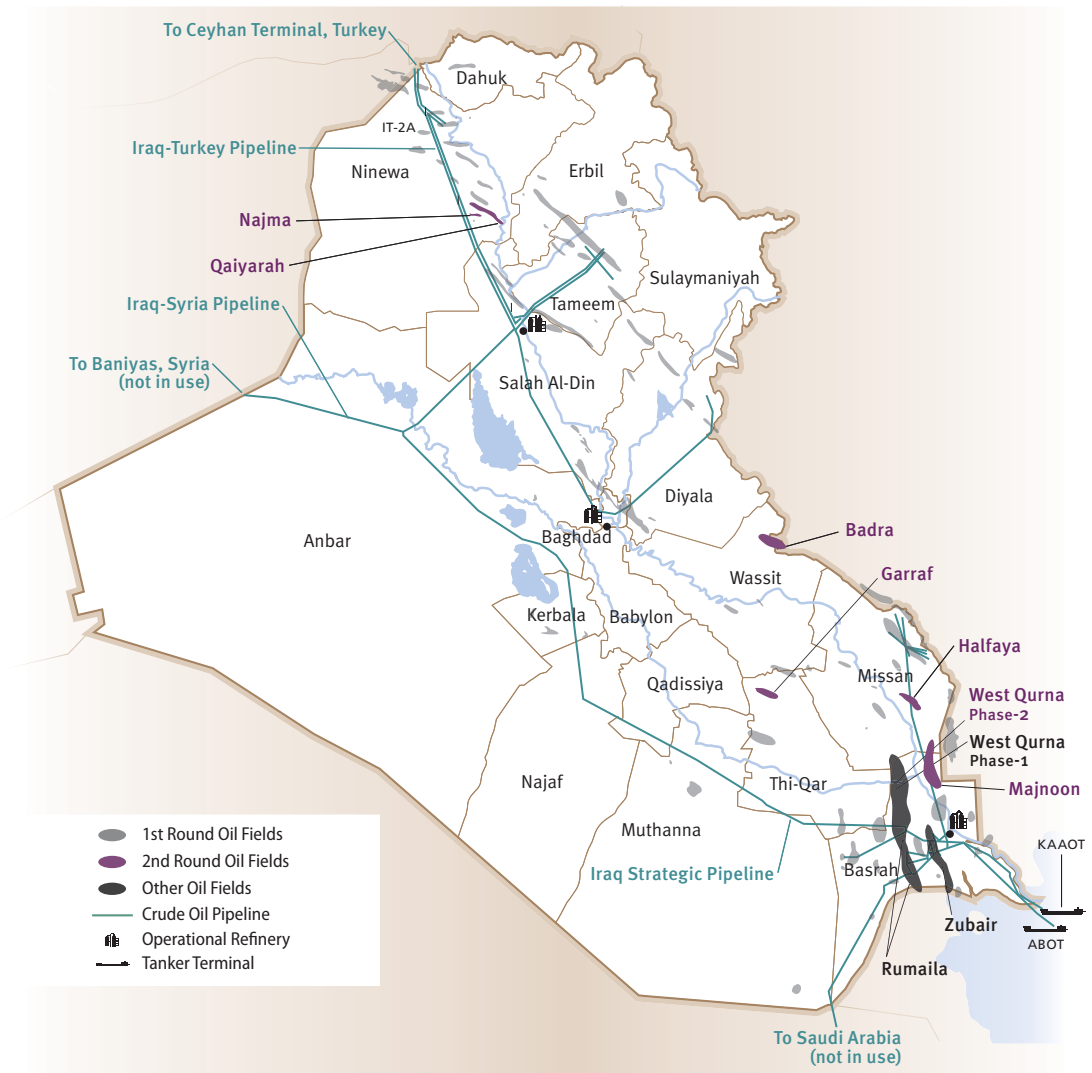 To Ceyhan Terminal, Turkey
Dahuk
IT-2A
Iraq-Turkey Pipeline
Ninewa
Erbil
Najma
Qaiyarah
Sulaymaniyah
Iraq-Syria Pipeline
Tameem
To Baniyas, Syria
(not in use)
Salah Al-Din
Diyala
Baghdad
Anbar
Badra
Wassit
Garraf
Kerbala
Babylon
Halfaya
Missan
Qadissiya
West Qurna
Phase-2
West Qurna
Phase-1
Najaf
Thi-Qar
Majnoon
Muthanna
1st Round Oil Fields
2nd Round Oil Fields
Other Oil Fields
Crude Oil Pipeline
Operational Refinery
Tanker Terminal
Iraq Strategic Pipeline
Basrah
KAAOT
Zubair
ABOT
Rumaila
To Saudi Arabia
(not in use)